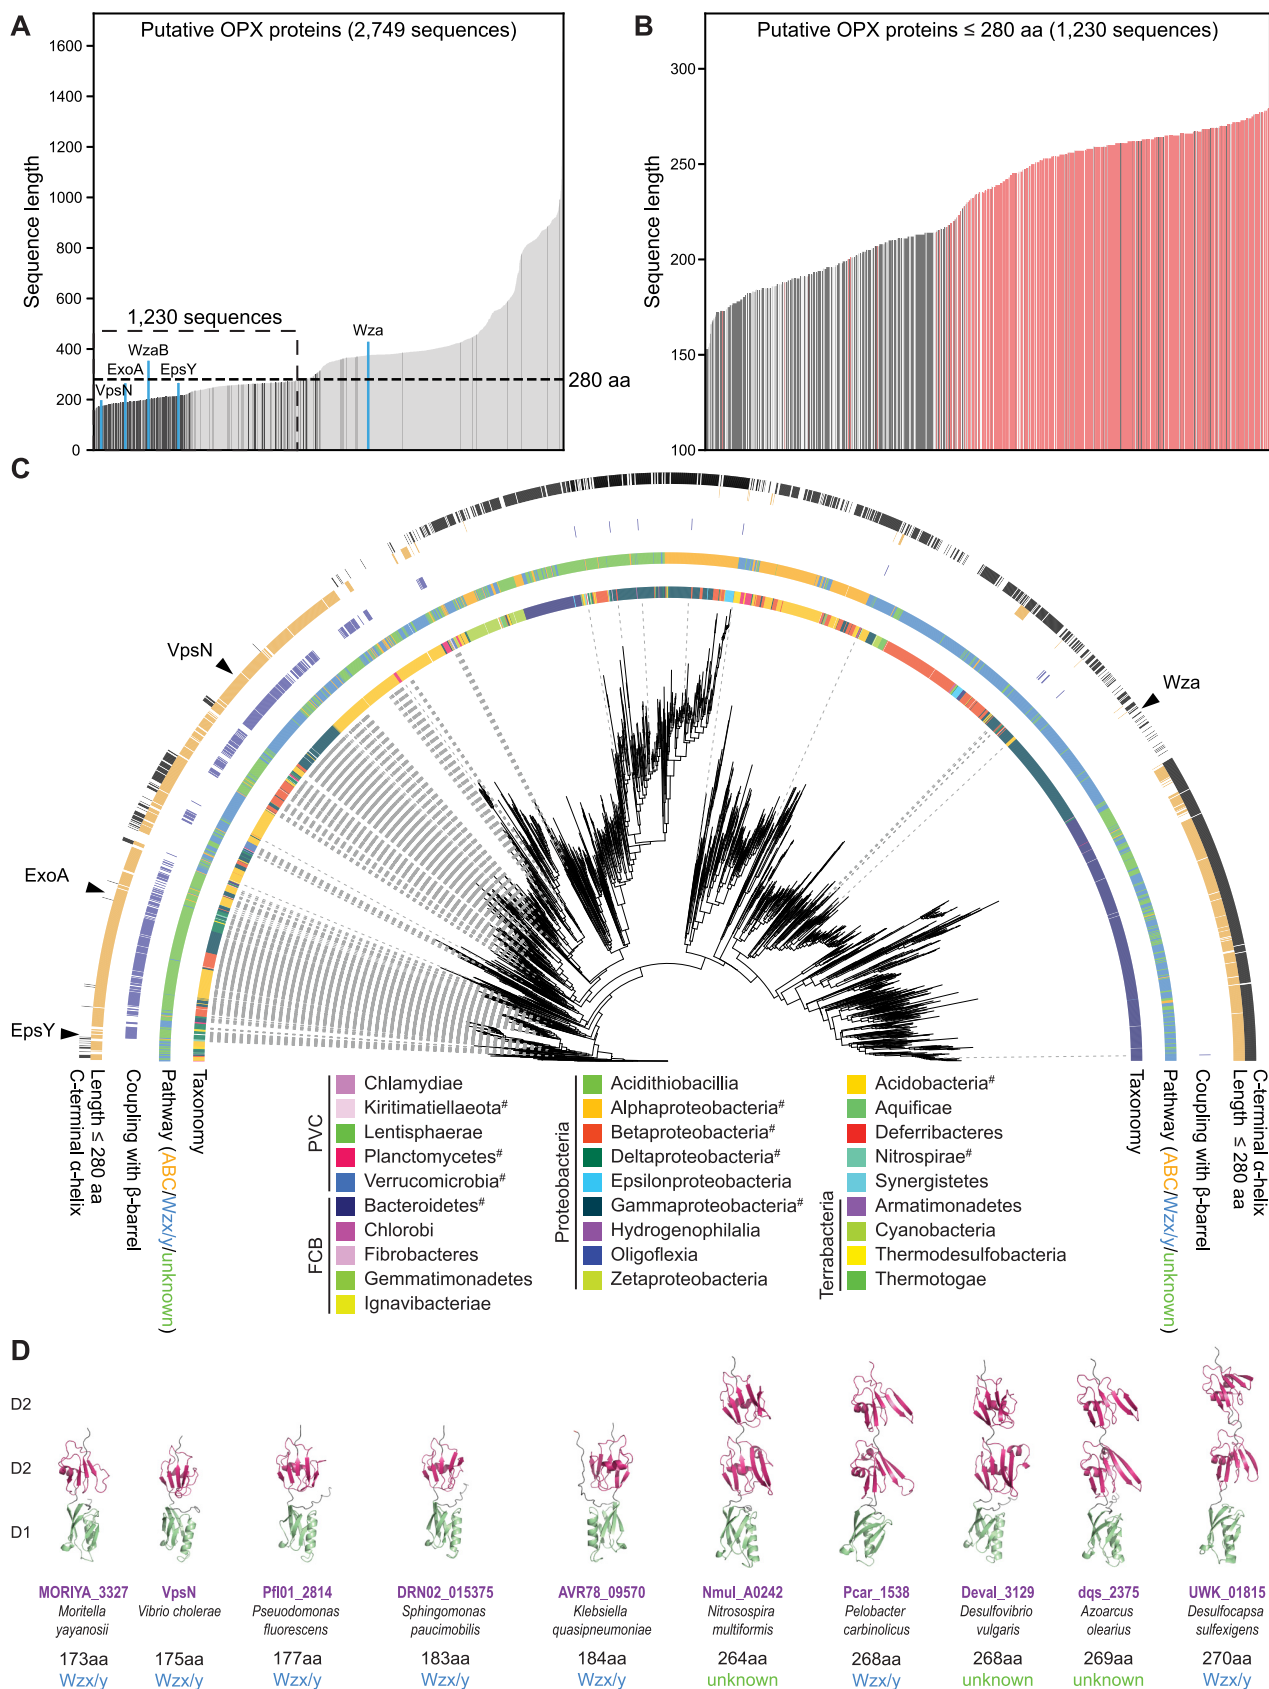 A
Putative OPX proteins (2,749 sequences)
Sequence length
1600
1400
1200
1000
800
600
400
200
0
1,230 sequences
WzaB
ExoA
EpsY
VpsN
Wza
280 aa
B
Putative OPX proteins ≤ 280 aa (1,230 sequences)
Sequence length
300
250
200
150
100
C
VpsN
ExoA
EpsY
Wza
C-terminal α-helix
Length ≤ 280 aa
Coupling with β-barrel
Pathway (ABC/Wzx/y/unknown)
Taxonomy
Taxonomy
Pathway (ABC/Wzx/y/unknown)
Coupling with β-barrel
Length ≤ 280 aa
C-terminal α-helix
PVC
Chlamydiae
Kiritimatiellaeota#
Lentisphaerae
Planctomycetes#
Verrucomicrobia#
FCB
Bacteroidetes#
Chlorobi
Fibrobacteres
Gemmatimonadetes
Ignavibacteriae
Proteobacteria
Acidithiobacillia
Alphaproteobacteria#
Betaproteobacteria#
Deltaproteobacteria#
Epsilonproteobacteria
Gammaproteobacteria#
Hydrogenophilalia
Oligoflexia
Zetaproteobacteria
Acidobacteria#
Aquificae
Deferribacteres
Nitrospirae#
Synergistetes
Terrabacteria
Armatimonadetes
Cyanobacteria
Thermodesulfobacteria
Thermotogae
D
D2
D2
D1
MORIYA_3327
Moritella
yayanosii
173aa
Wzx/y
VpsN
Vibrio cholerae
175aa
Wzx/y
Pfl01_2814
Pseuodomonas
fluorescens
177aa
Wzx/y
DRN02_015375
Sphingomonas
paucimobilis
183aa
Wzx/y
AVR78_09570
Klebsiella
quasipneumoniae
184aa
Wzx/y
Nmul_A0242
Nitrosospira
multiformis
264aa
unknown
Pcar_1538
Pelobacter
carbinolicus
268aa
Wzx/y
Deval_3129
Desulfovibrio
vulgaris
268aa
unknown
dqs_2375
Azoarcus
olearius
269aa
unknown
UWK_01815
Desulfocapsa
sulfexigens
270aa
Wzx/y